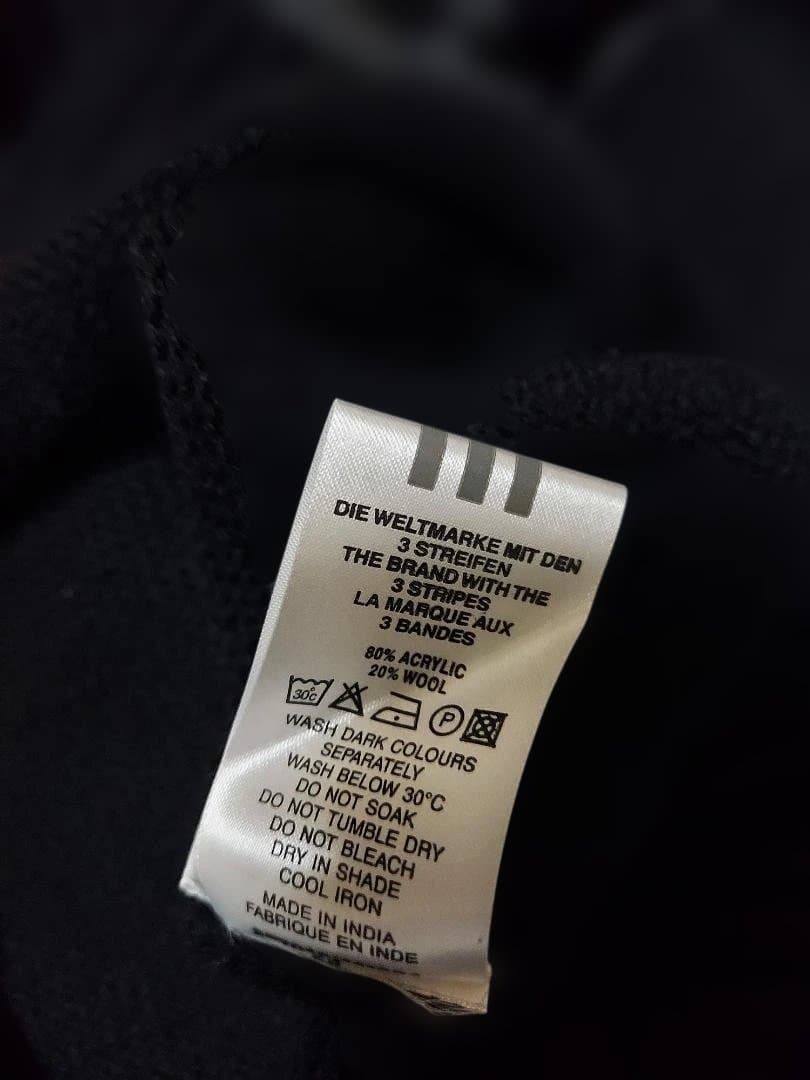 DIE WELTMARKE MIT DEN
3 STREIFEN
THE BRAND WITH THE
3 STRIPES
LA MARQUE AUX
3 BANDES
80% ACRYLIC
20% WOOL
30°C P
WASH DARK COLOURS
SEPARATELY
WASH BELOW 30°C
DO NOT SOAK
DO NOT TUMBLE DRY
DO NOT BLEACH
DRY IN SHADE
COOL IRON
MADE IN INDIA
FABRIQUE EN INDE